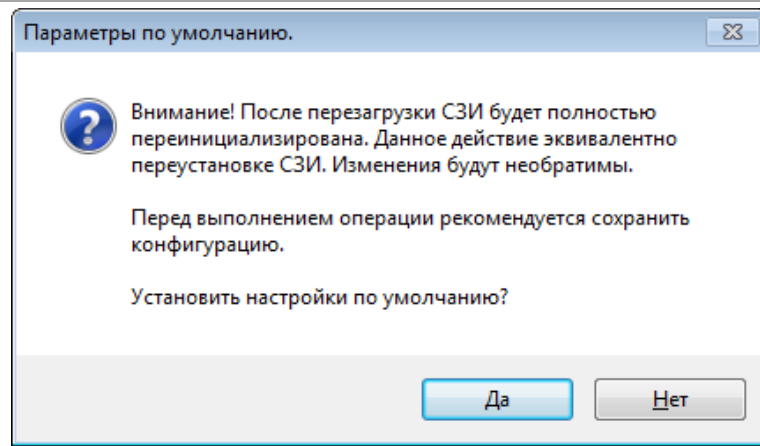 Параметры по умолчанию.
Внимание! После перезагрузки СЗИ будет полностью
переинициализирована. Данное действие эквивалентно
переустановке СЗИ. Изменения будут необратимы.
Перед выполнением операции рекомендуется сохранить
конфигурацию.
Установить настройки по умолчанию?
Да
Нет